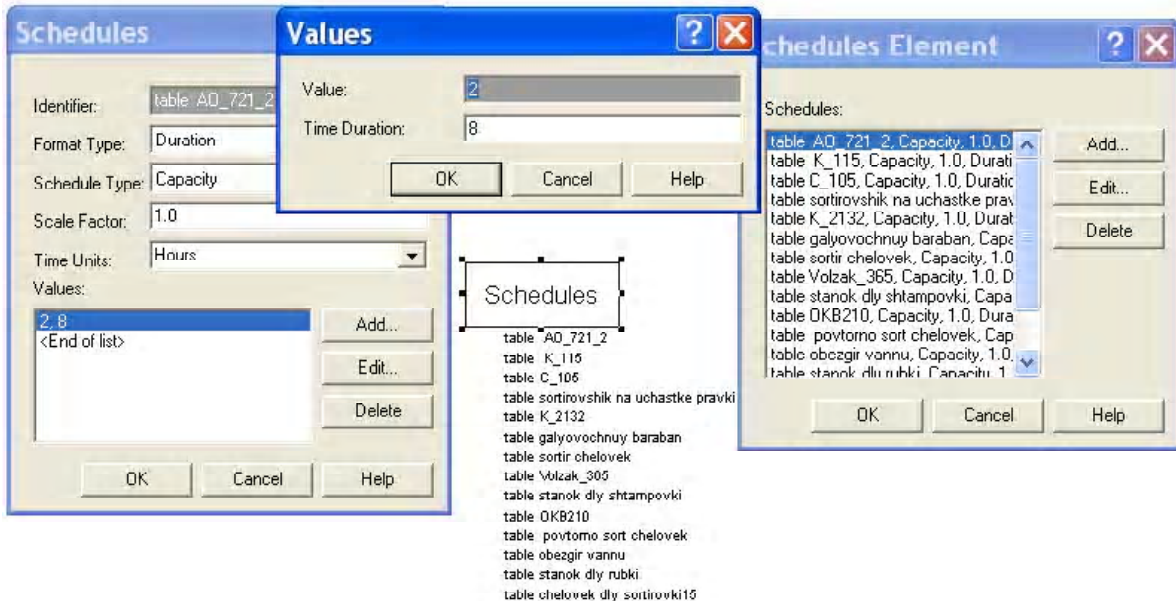 Schedules
Identifier: table AO_721_2
Format Type: Duration
Schedule Type: Capacity
Scale Factor: 1.0
Time Units: Hours
Values:
2, 8
<End of list>
Add...
Edit...
Delete
OK Cancel Help
Values
Value: 2
Time Duration: 8
OK Cancel Help
chedules Element
Schedules:
table AO_721_2, Capacity, 1.0, D
table K_115, Capacity, 1.0, Durati
table C_105, Capacity, 1.0, Duratic
table sortirovshik na uchastke prav
table K_2132, Capacity, 1.0, Durat
table galyovochnuy baraban, Capa
table sortir chelovek, Capacity, 1.0
table Volzak_365, Capacity, 1.0, D
table stanok dly shtampovki, Capa
table OKB210, Capacity, 1.0, Dura
table povtorno sort chelovek, Cap
table obezgir vannu, Capacity, 1.0,
table stanok dly rubki, Capacity, 1
Add...
Edit...
Delete
OK Cancel Help
Schedules
table AO_721_2
table K_115
table C_105
table sortirovshik na uchastke pravki
table K_2132
table galyovochnuy baraban
table sortir chelovek
table Volzak_305
table stanok dly shtampovki
table OKB210
table povtorno sort chelovek
table obezgir vannu
table stanok dly rubki
table chelovek dly sortirovki15